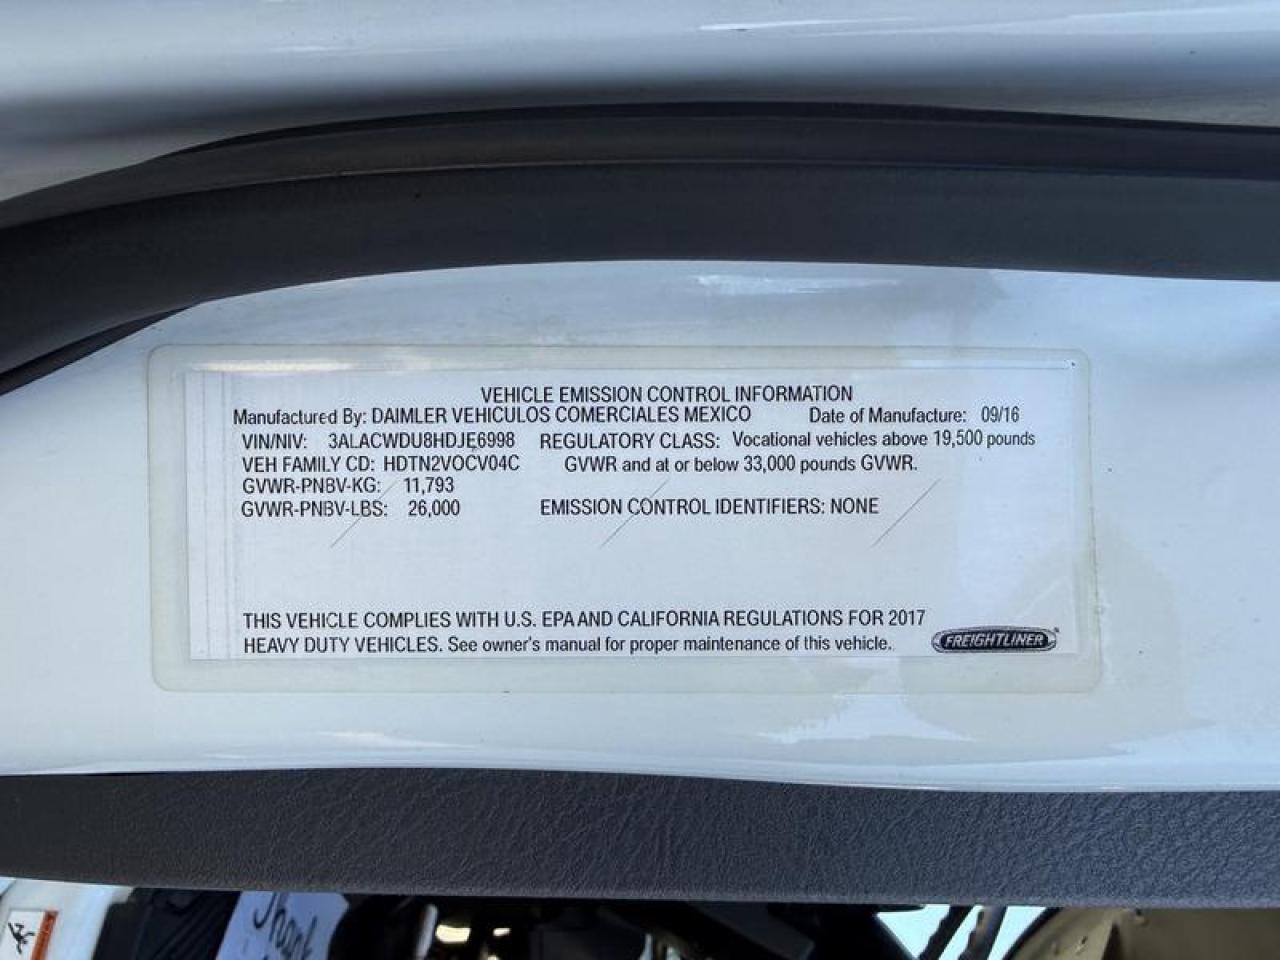 VEHICLE EMISSION CONTROL INFORMATION
Manufactured By: DAIMLER VEHICULOS COMERCIALES MEXICO Date of Manufacture: 09/16
VIN/NIV: 3ALACWDU8HDJE6998 REGULATORY CLASS: Vocational vehicles above 19,500 pounds
VEH FAMILY CD: HDTN2VOCV04C GVWR and at or below 33,000 pounds GVWR.
GVWR-PNBV-KG: 11,793
GVWR-PNBV-LBS: 26,000 EMISSION CONTROL IDENTIFIERS: NONE
THIS VEHICLE COMPLIES WITH U.S. EPA AND CALIFORNIA REGULATIONS FOR 2017
HEAVY DUTY VEHICLES. See owner's manual for proper maintenance of this vehicle.
FREIGHTLINER
Thank